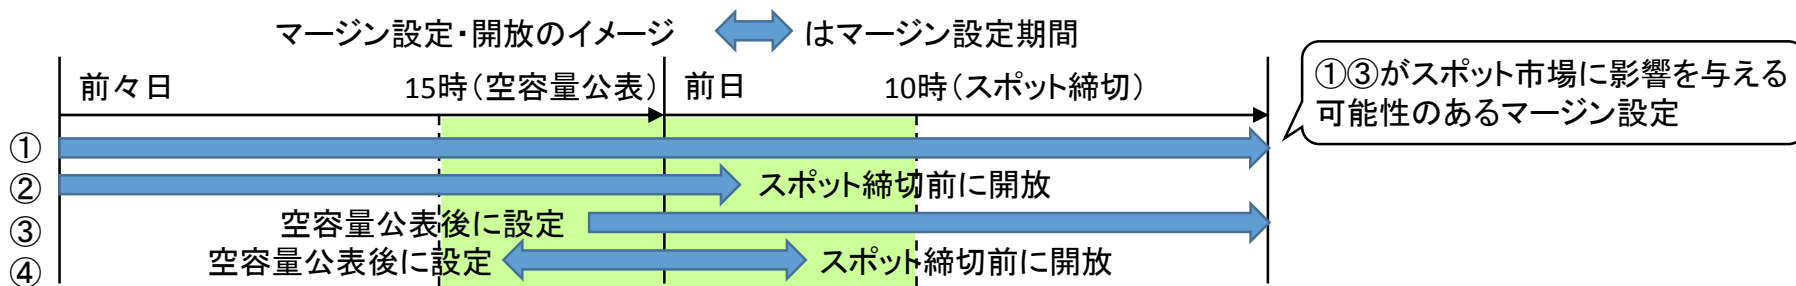 マージン設定・開放のイメージ はマージン設定期間
前々日 15時(空容量公表) 前日 10時(スポット締切)
①③がスポット市場に影響を与える
可能性のあるマージン設定
①
② スポット締切前に開放
③ 空容量公表後に設定
④ 空容量公表後に設定 スポット締切前に開放